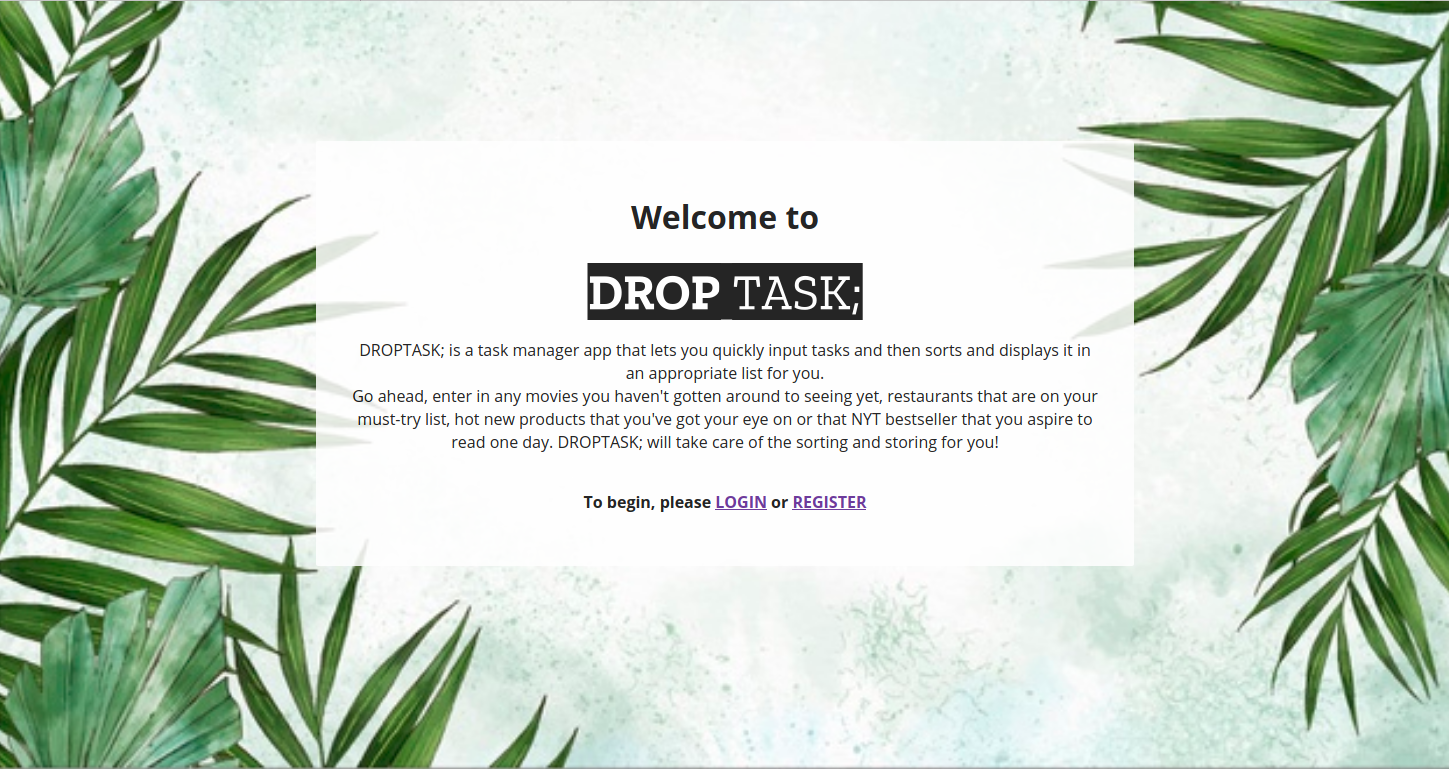 Welcome to
DROP TASK;
DROPTASK; is a task manager app that lets you quickly input tasks and then sorts and displays it in
an appropriate list for you.
Go ahead, enter in any movies you haven't gotten around to seeing yet, restaurants that are on your
must-try list, hot new products that you've got your eye on or that NYT bestseller that you aspire to
read one day. DROPTASK; will take care of the sorting and storing for you!
To begin, please LOGIN or REGISTER